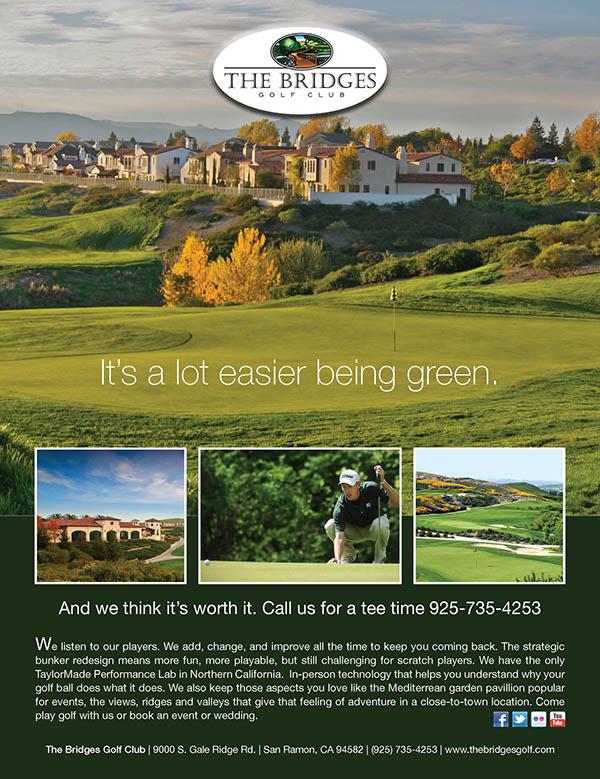 THE BRIDGES
GOLF CLUB
It's a lot easier being green.
And we think it's worth it. Call us for a tee time 925-735-4253
We listen to our players. We add, change, and improve all the time to keep you coming back. The strategic
bunker redesign means more fun, more playable, but still challenging for scratch players. We have the only
TaylorMade Performance Lab in Northern California. In-person technology that helps you understand why your
golf ball does what it does. We also keep those aspects you love like the Mediterrean garden pavillion popular
for events, the views, ridges and valleys that give that feeling of adventure in a close-to-town location. Come
play golf with us or book an event or wedding.
You Tube
The Bridges Golf Club | 9000 S. Gale Ridge Rd. | San Ramon, CA 94582 | (925) 735-4253 | www.thebridgesgolf.com